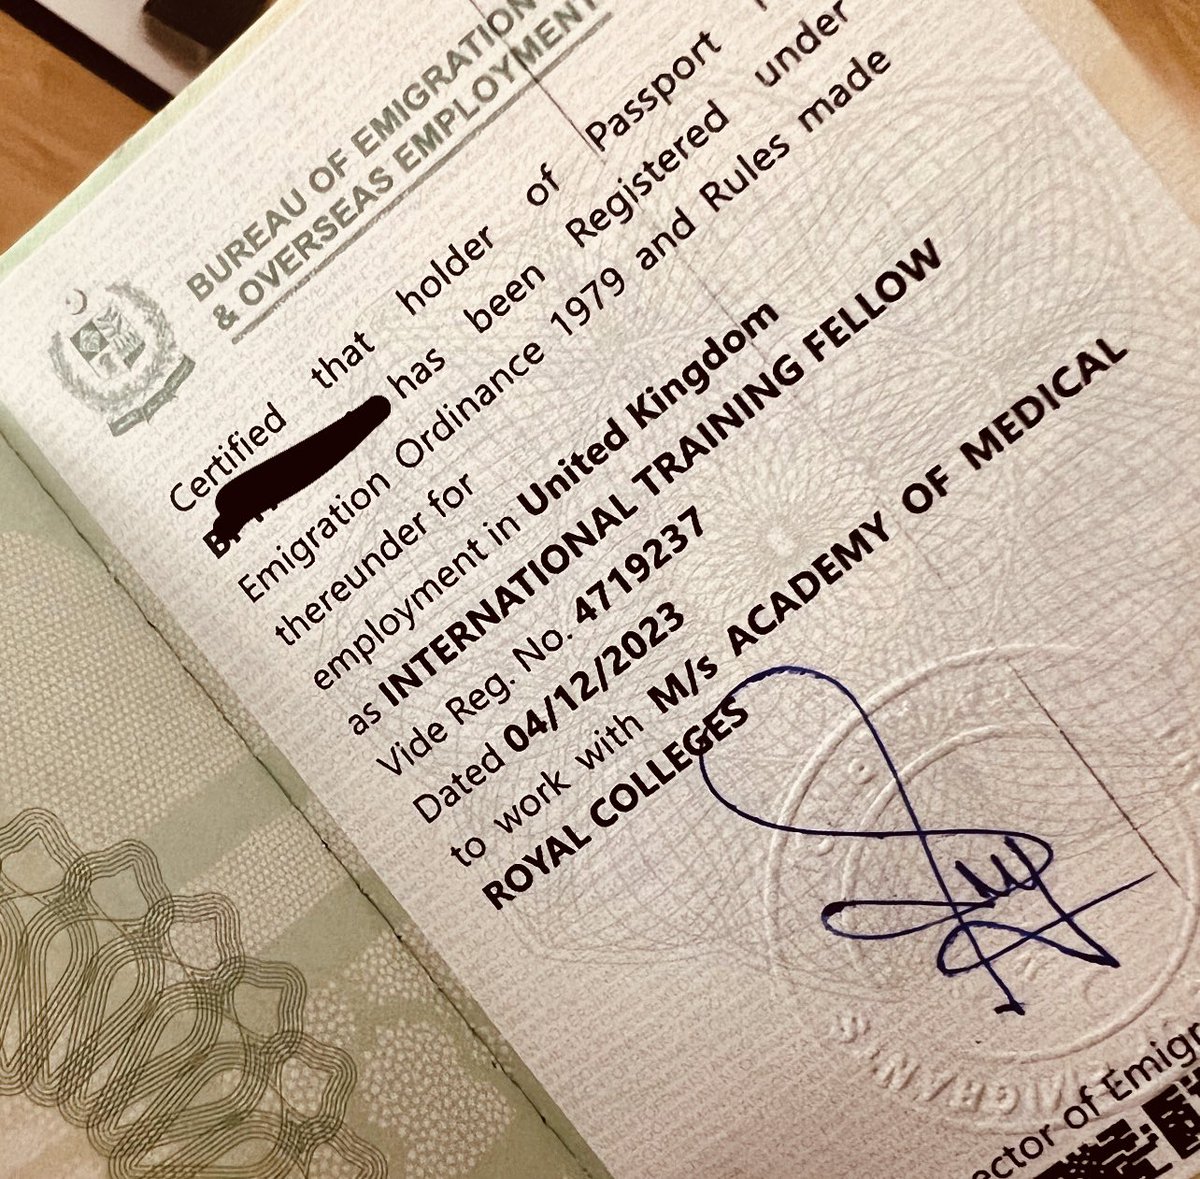 BUREAU OF EMIGRATION
& OVERSEAS EMPLOYMENT
Certified that holder of Passport
has been Registered under
Emigration Ordinance 1979 and Rules made
thereunder for
employment in United Kingdom
as INTERNATIONAL TRAINING FELLOW
Vide Reg. No. 4719237
Dated 04/12/2023
to work with M/s ACADEMY OF MEDICAL
ROYAL COLLEGES
ector of Emigr